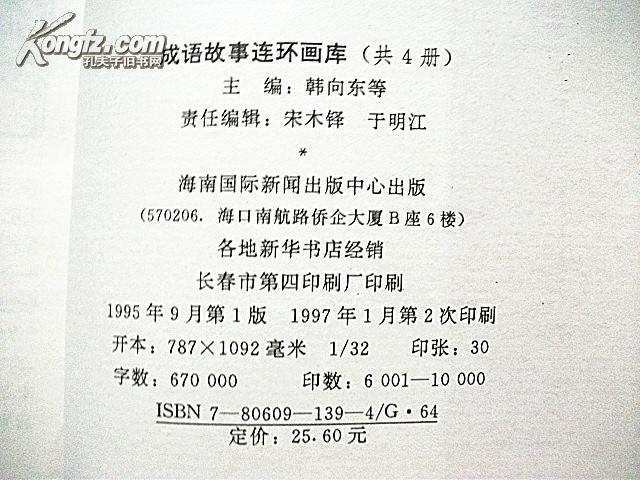 Kongfz.com
孔夫子旧书网
成语故事连环画库（共4册）
主 编：韩向东等
责任编辑：宋木铎 于明江
*
海南国际新闻出版中心出版
(570206．海口南航路侨企大厦B座6楼)
各地新华书店经销
长春市第四印刷厂印刷
1995年9月第1版 1997年1月第2次印刷
开本：787×1092毫米 1/32 印张：30
字数：670 000 印数：6 001—10 000
ISBN 7—80609—139—4/G·64
定价：25.60元